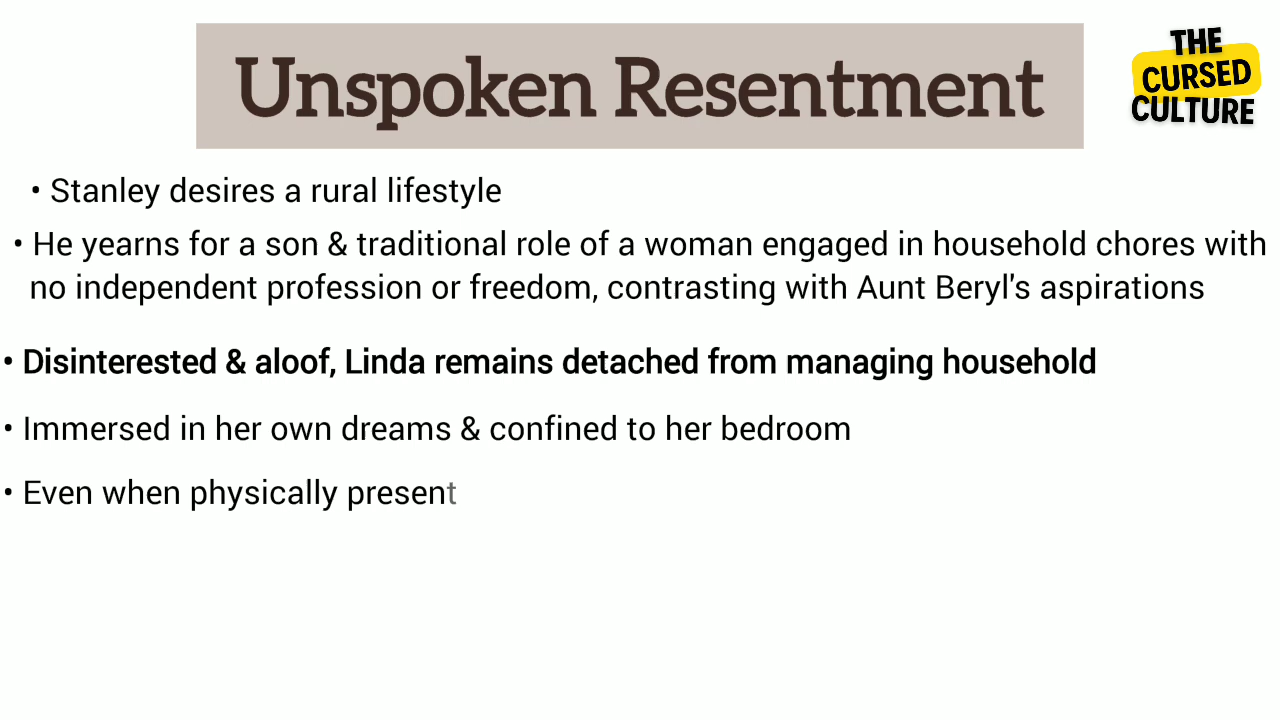 Unspoken Resentment
THE
CURSED
CULTURE
• Stanley desires a rural lifestyle
• He yearns for a son & traditional role of a woman engaged in household chores with
no independent profession or freedom, contrasting with Aunt Beryl's aspirations
• Disinterested & aloof, Linda remains detached from managing household
• Immersed in her own dreams & confined to her bedroom
• Even when physically present